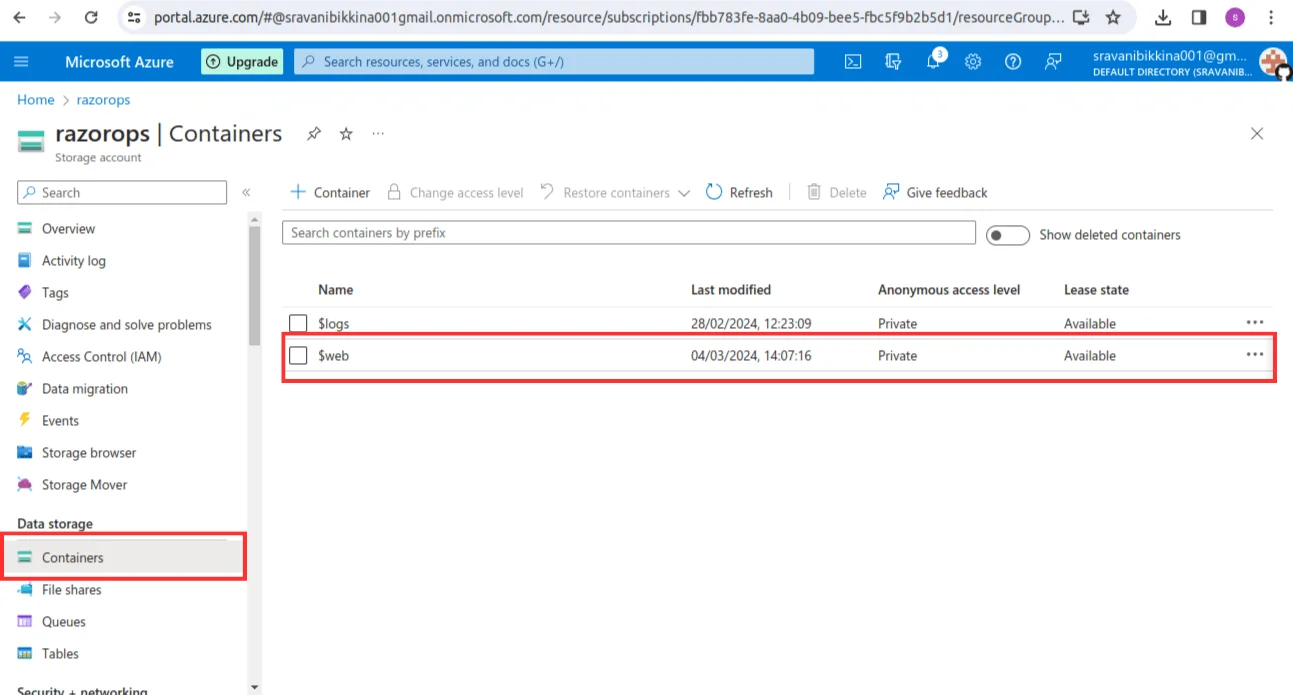 portal.azure.com/#@sravanibikkina001gmail.onmicrosoft.com/resource/subscriptions/fbb783fe-8aa0-4b09-bee5-fbc5f9b2b5d1/resourceGroup...
S
Microsoft Azure
Upgrade
Search resources, services, and docs (G+/)
3
sravanibikkina001@gm...
DEFAULT DIRECTORY (SRAVANIB...
Home > razorops
razorops | Containers
...
Storage account
Search
«
Container
Change access level
Restore containers
Refresh
Delete
Give feedback
Search containers by prefix
Show deleted containers
Overview
Activity log
Tags
Diagnose and solve problems
Access Control (IAM)
Data migration
Events
Storage browser
Storage Mover
Data storage
Containers
File shares
Queues
Tables
Security + networking
Name Last modified Anonymous access level Lease state
$logs 28/02/2024, 12:23:09 Private Available ...
$web 04/03/2024, 14:07:16 Private Available ...